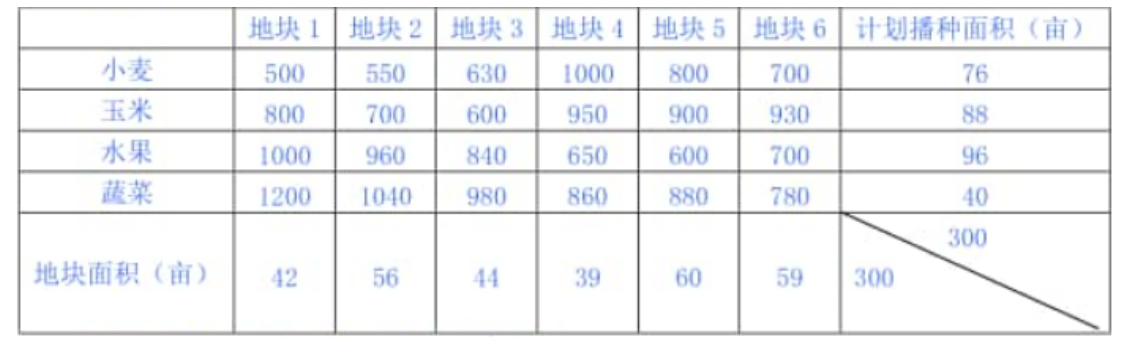 地块 1 地块 2 地块 3 地块 4 地块 5 地块 6 计划播种面积（亩）
小麦 500 550 630 1000 800 700 76
玉米 800 700 600 950 900 930 88
水果 1000 960 840 650 600 700 96
蔬菜 1200 1040 980 860 880 780 40
300
地块面积（亩） 42 56 44 39 60 59 300